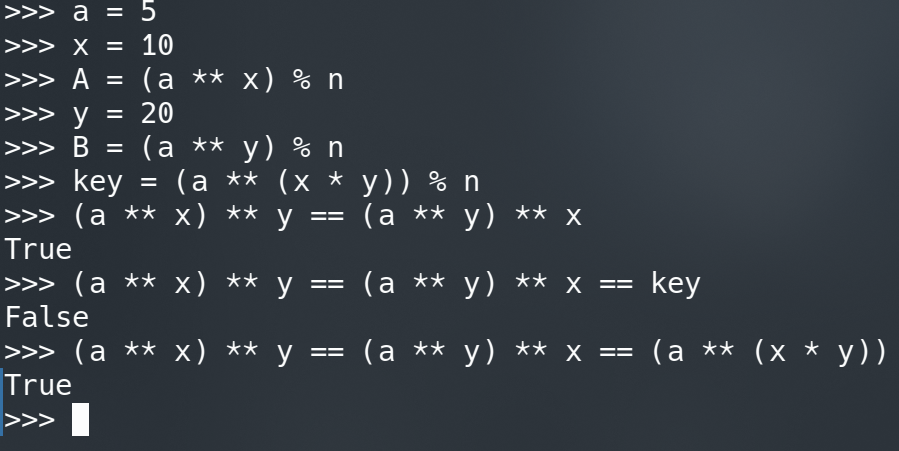 >>> a = 5
>>> x = 10
>>> A = (a ** x) % n
>>> y = 20
>>> B = (a ** y) % n
>>> key = (a ** (x * y)) % n
>>> (a ** x) ** y == (a ** y) ** x
True
>>> (a ** x) ** y == (a ** y) ** x == key
False
>>> (a ** x) ** y == (a ** y) ** x == (a ** (x * y))
True
>>>